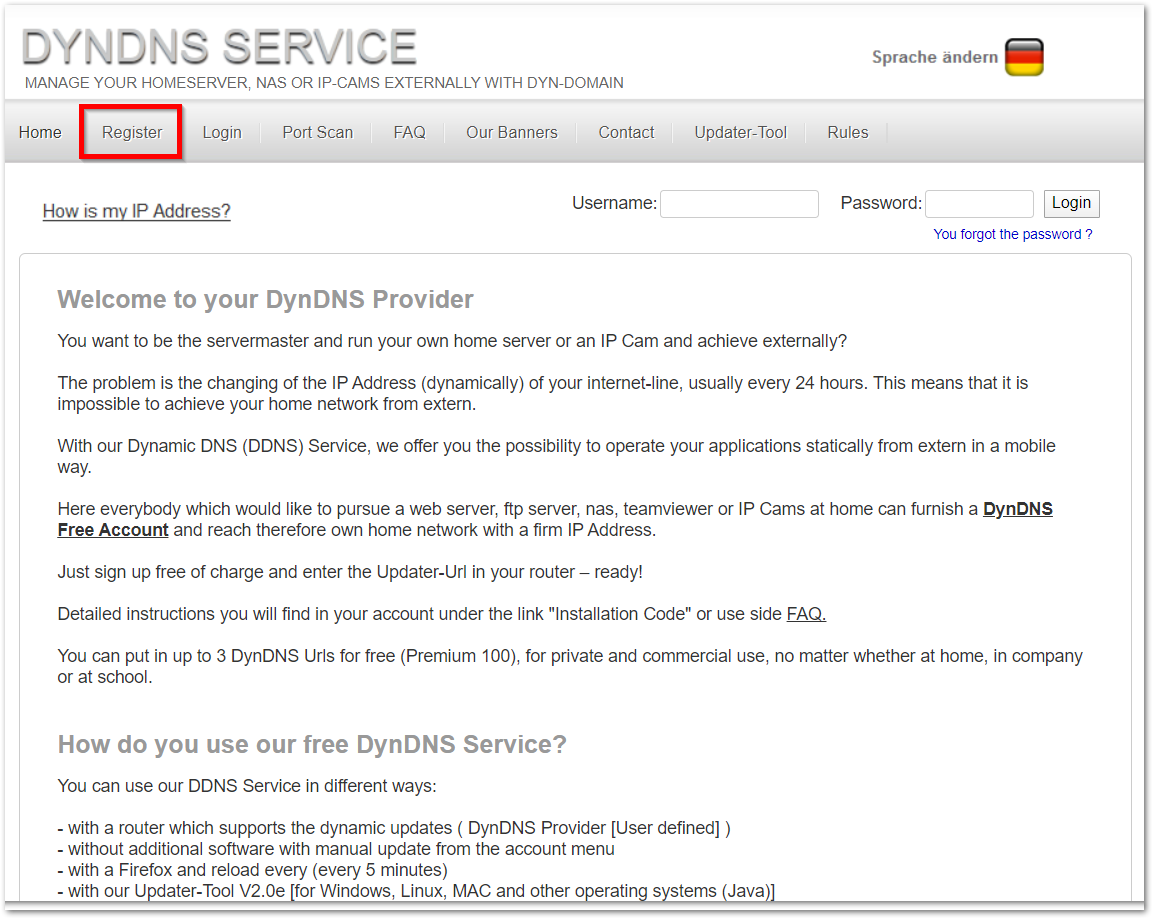 DYNDNS SERVICE
MANAGE YOUR HOMESERVER, NAS OR IP-CAMS EXTERNALLY WITH DYN-DOMAIN
Sprache ändern
Home Register Login Port Scan FAQ Our Banners Contact Updater-Tool Rules
How is my IP Address?
Username: Password: Login
You forgot the password ?
Welcome to your DynDNS Provider
You want to be the servermaster and run your own home server or an IP Cam and achieve externally?
The problem is the changing of the IP Address (dynamically) of your internet-line, usually every 24 hours. This means that it is
impossible to achieve your home network from extern.
With our Dynamic DNS (DDNS) Service, we offer you the possibility to operate your applications statically from extern in a mobile
way.
Here everybody which would like to pursue a web server, ftp server, nas, teamviewer or IP Cams at home can furnish a DynDNS
Free Account and reach therefore own home network with a firm IP Address.
Just sign up free of charge and enter the Updater-Url in your router – ready!
Detailed instructions you will find in your account under the link "Installation Code" or use side FAQ.
You can put in up to 3 DynDNS Urls for free (Premium 100), for private and commercial use, no matter whether at home, in company
or at school.
How do you use our free DynDNS Service?
You can use our DDNS Service in different ways:
- with a router which supports the dynamic updates ( DynDNS Provider [User defined] )
- without additional software with manual update from the account menu
- with a Firefox and reload every (every 5 minutes)
- with our Updater-Tool V2.0e [for Windows, Linux, MAC and other operating systems (Java)]